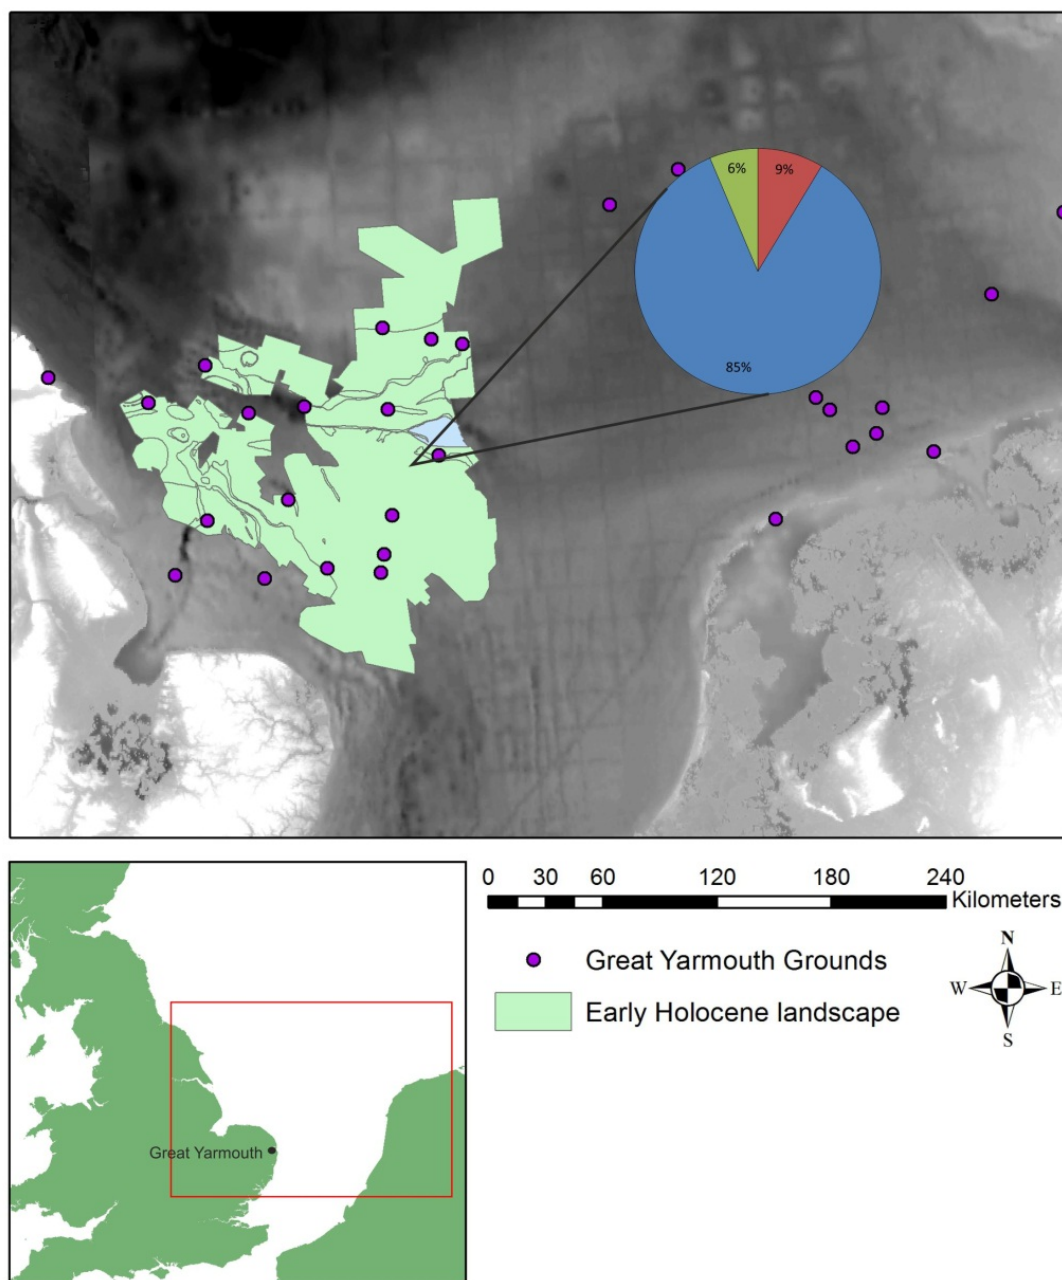 6%
9%
85%
0 30 60 120 180 240
Kilometers
Great Yarmouth Grounds
Early Holocene landscape
N
W E
S
Great Yarmouth